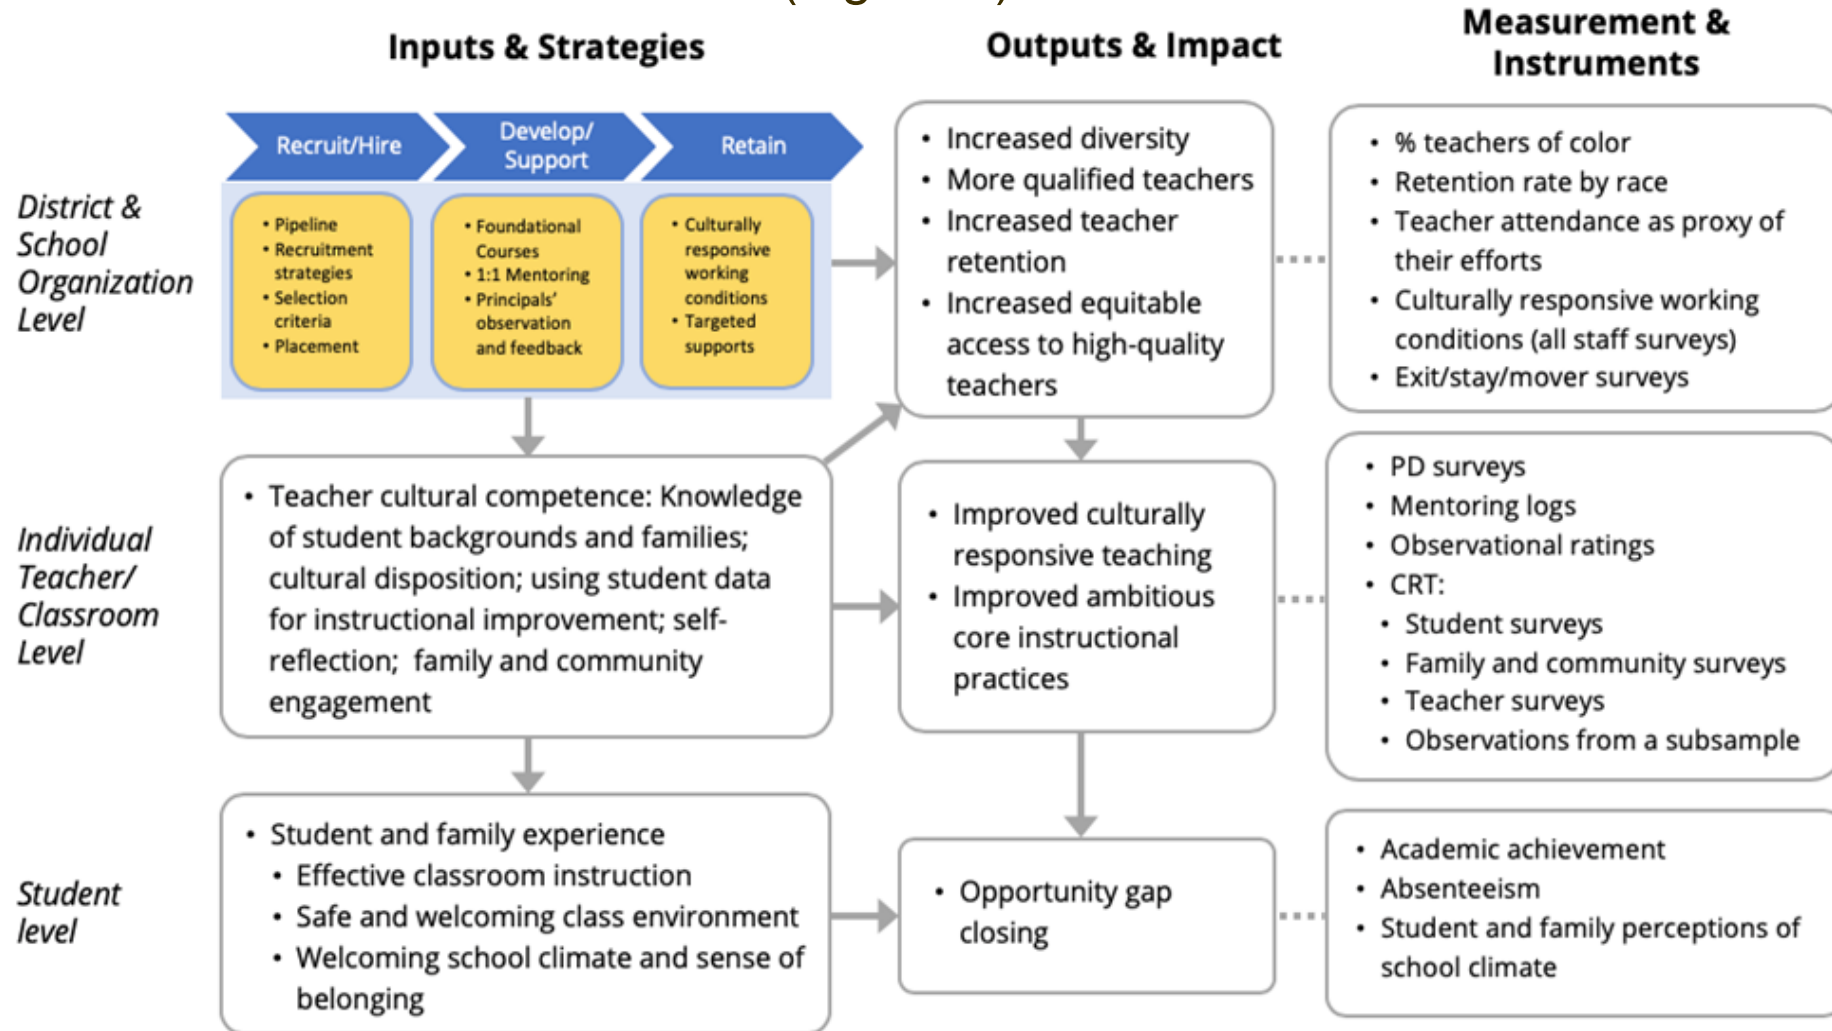 Inputs & Strategies
Outputs & Impact
Measurement &
Instruments
District &
School
Organization
Level
Recruit/Hire
Develop/
Support
Retain
• Pipeline
• Recruitment
strategies
• Selection
criteria
• Placement
• Foundational
Courses
• 1:1 Mentoring
• Principals’
observation
and feedback
• Culturally
responsive
working
conditions
• Targeted
supports
• Increased diversity
• More qualified teachers
• Increased teacher
retention
• Increased equitable
access to high-quality
teachers
• % teachers of color
• Retention rate by race
• Teacher attendance as proxy of
their efforts
• Culturally responsive working
conditions (all staff surveys)
• Exit/stay/mover surveys
Individual
Teacher/
Classroom
Level
• Teacher cultural competence: Knowledge
of student backgrounds and families;
cultural disposition; using student data
for instructional improvement; self-
reflection; family and community
engagement
• Improved culturally
responsive teaching
• Improved ambitious
core instructional
practices
• PD surveys
• Mentoring logs
• Observational ratings
• CRT:
• Student surveys
• Family and community surveys
• Teacher surveys
• Observations from a subsample
Student
level
• Student and family experience
• Effective classroom instruction
• Safe and welcoming class environment
• Welcoming school climate and sense of
belonging
• Opportunity gap
closing
• Academic achievement
• Absenteeism
• Student and family perceptions of
school climate